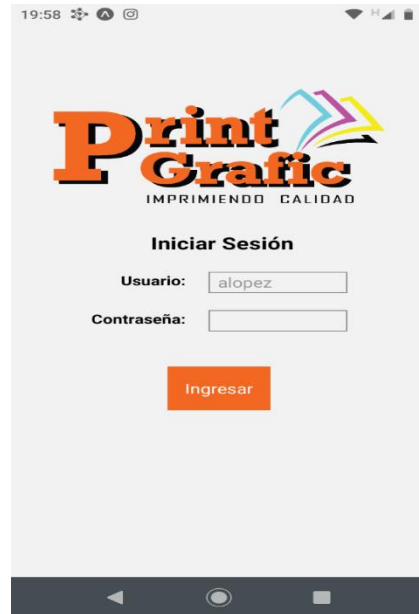 19:58
H
Print
Grafic
IMPRIMIENDO CALIDAD
Iniciar Sesión
Usuario: alopez
Contraseña:
Ingresar